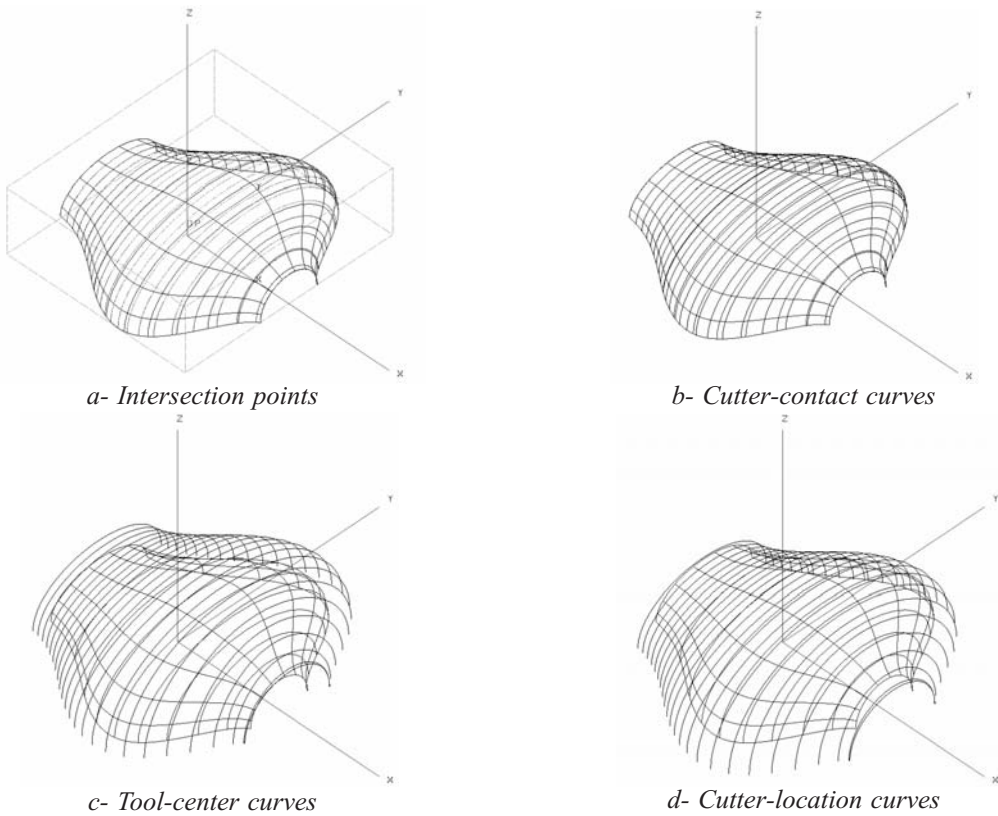 Z
Y
X
a- Intersection points
Z
Y
X
b- Cutter-contact curves
Z
Y
X
c- Tool-center curves
Z
Y
X
d- Cutter-location curves